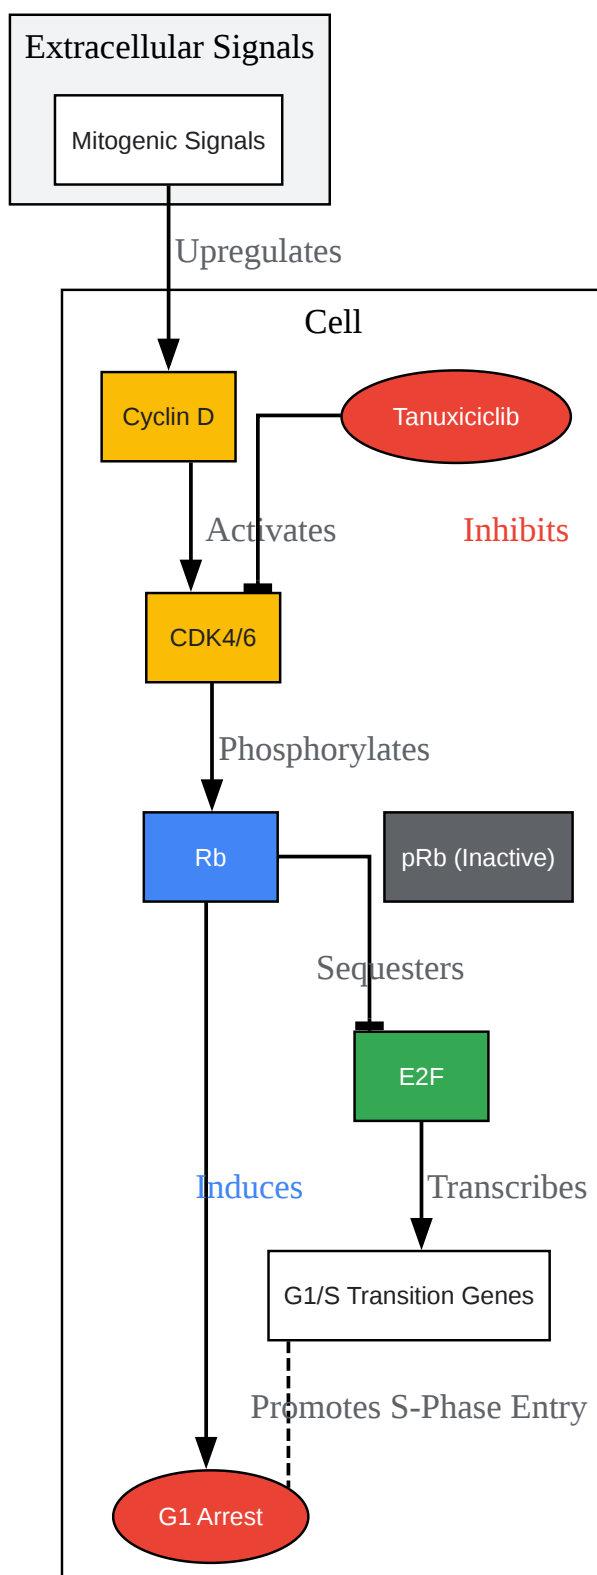 Extracellular Signals
Mitogenic Signals
Upregulates
Cell
Cyclin D
Tanuxiciclib
Activates
Inhibits
CDK4/6
Phosphorylates
Rb
pRb (Inactive)
Sequesters
E2F
Induces
Transcribes
G1/S Transition Genes
Promotes S-Phase Entry
G1 Arrest